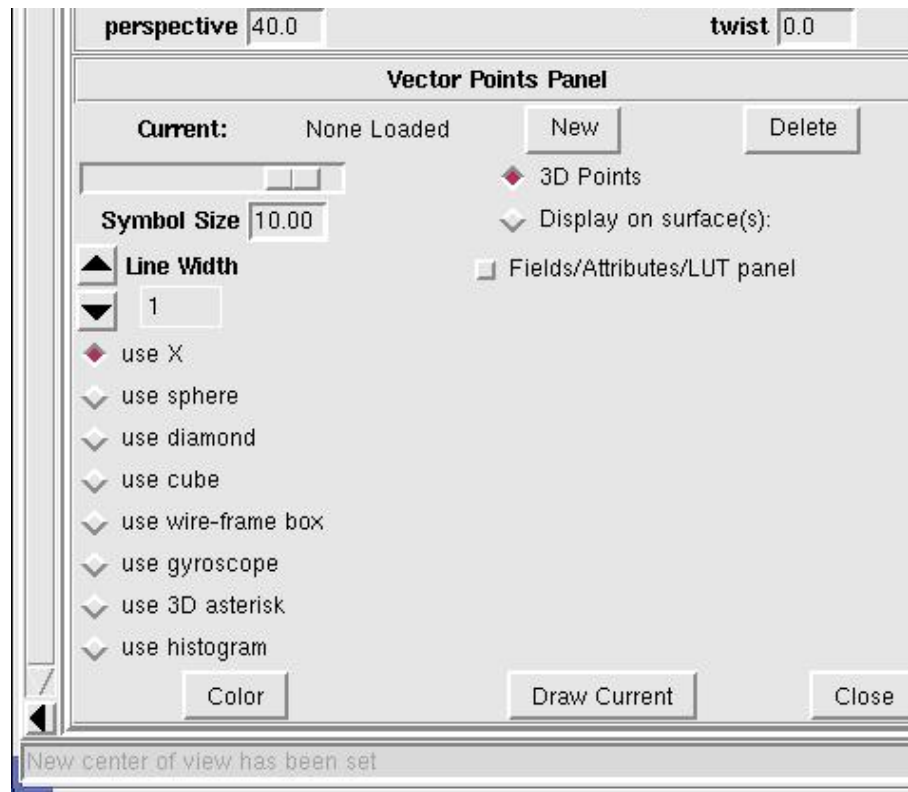 perspective 40.0 twist 0.0
Vector Points Panel
Current: None Loaded New Delete
3D Points
Symbol Size 10.00 Display on surface(s):
Line Width Fields/Attributes/LUT panel
1
use X
use sphere
use diamond
use cube
use wire-frame box
use gyroscope
use 3D asterisk
use histogram
Color Draw Current Close
New center of view has been set